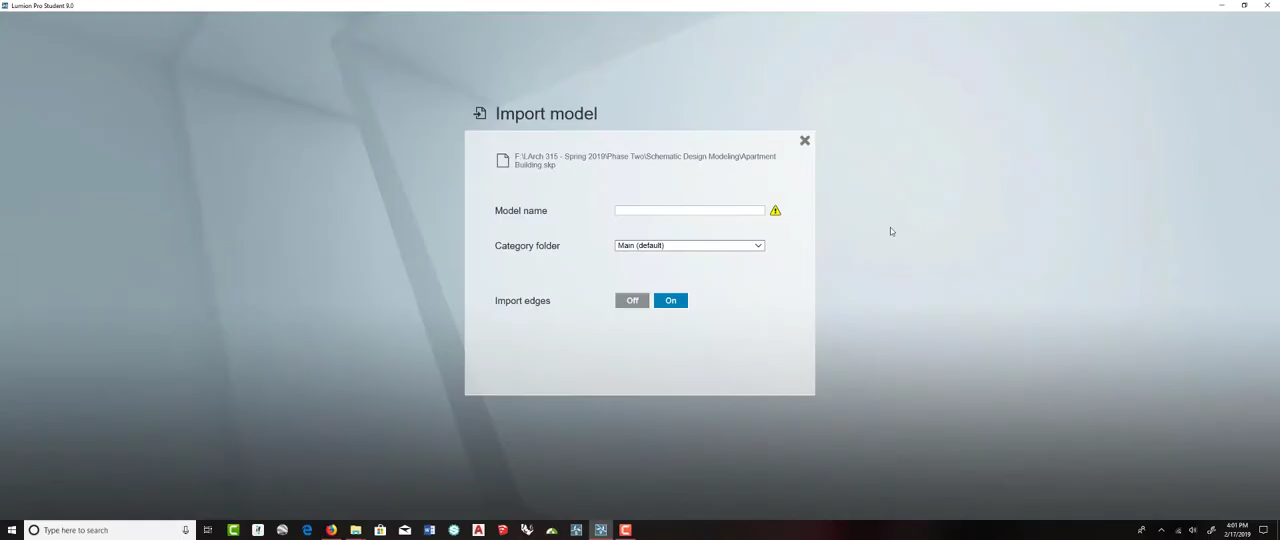 Lumion Pro Student 9.0
Import model
F:\LArch 315 - Spring 2019\Phase Two\Schematic Design Modeling\Apartment
Building.skp
Model name
Category folder
Main (default)
Import edges
Off
On
Type here to search
4:01 PM
2/17/2019